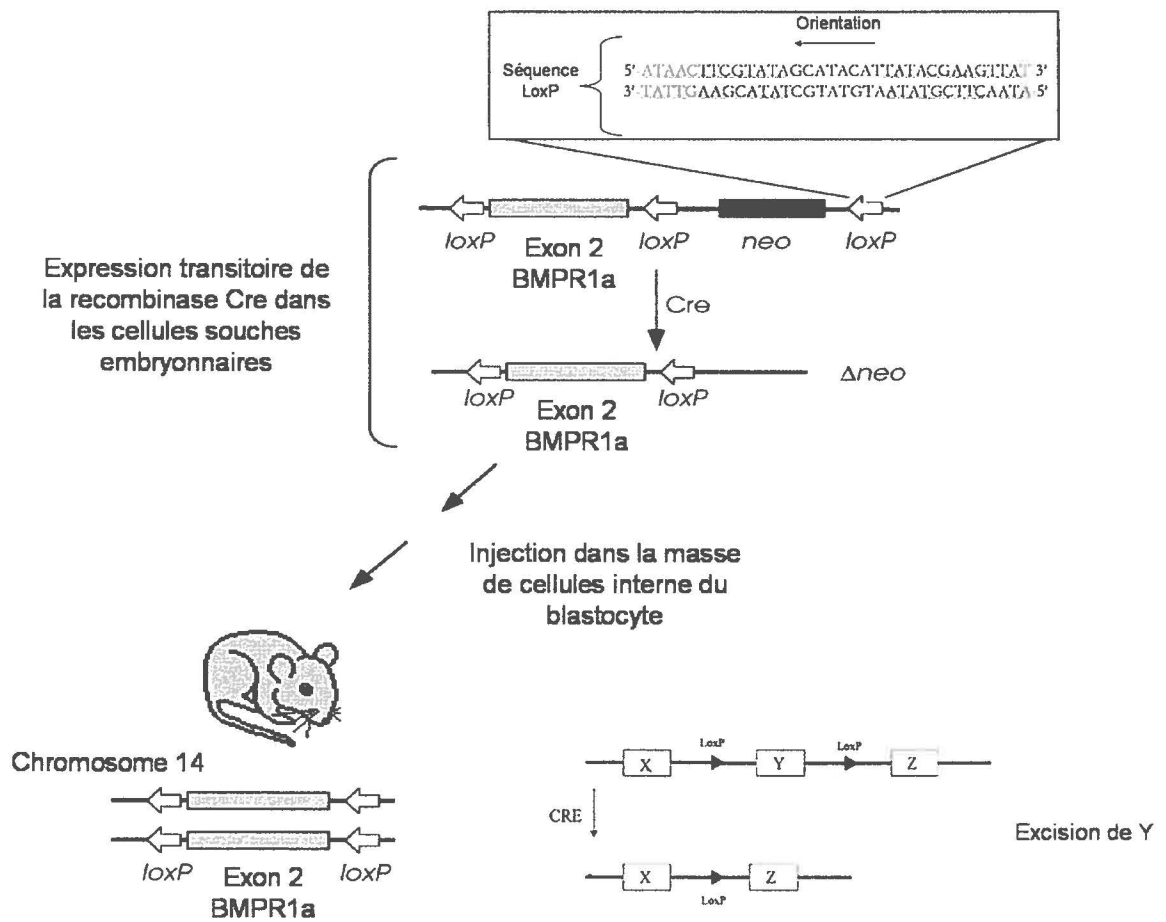 Orientation
Séquence
LoxP
5' ATAACTTCGTATAGCATACATTATACGAAGTTAT 3'
3' TATTGAAGCATATCGTATGTAATATGCTTCAATA 5'
Expression transitoire de
la recombinase Cre dans
les cellules souches
embryonnaires
loxP
Exon 2
BMPR1a
loxP
neo
loxP
Cre
loxP
Exon 2
BMPR1a
loxP
Δneo
Injection dans la masse
de cellules interne du
blastocyte
Chromosome 14
loxP
Exon 2
BMPR1a
loxP
X
LoxP
Y
LoxP
Z
CRE
Excision de Y
X
LoxP
Z